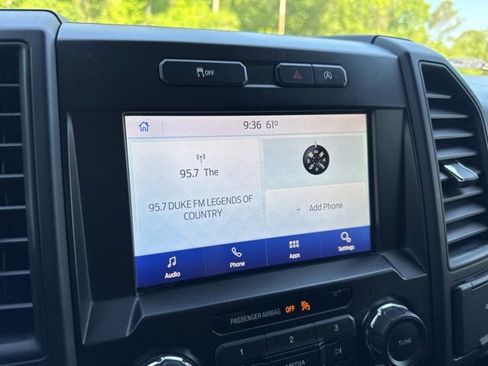 OFF
9:36 61°
95.7 The
95.7 DUKE FM LEGENDS OF
COUNTRY
+ Add Phone
Audio
Phone
Apps
Settings
PASSENGER AIRBAG OFF
1 2 3
MEDIA
TUNE